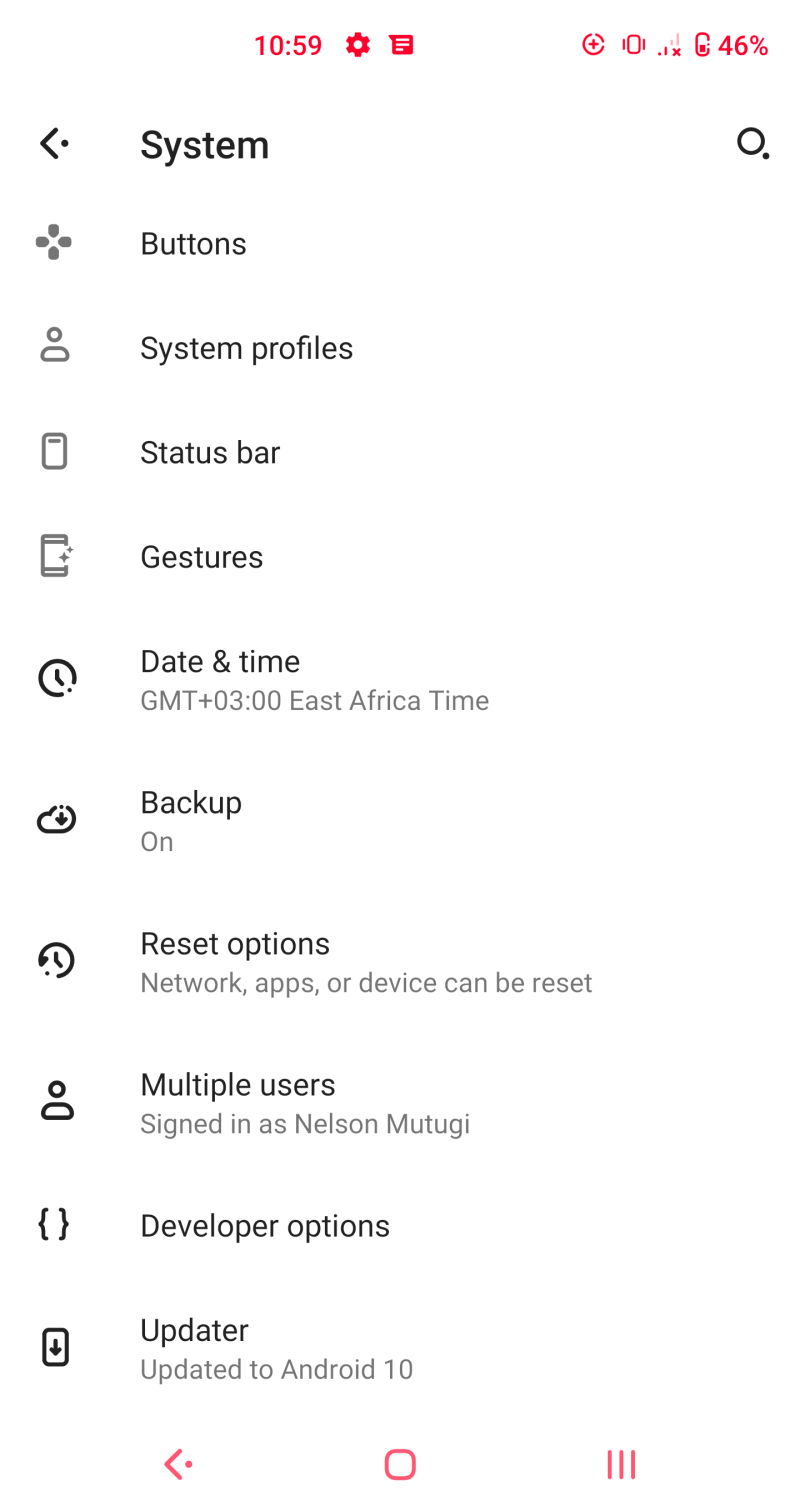 10:59 46%
System
Buttons
System profiles
Status bar
Gestures
Date & time
GMT+03:00 East Africa Time
Backup
On
Reset options
Network, apps, or device can be reset
Multiple users
Signed in as Nelson Mutugi
Developer options
Updater
Updated to Android 10